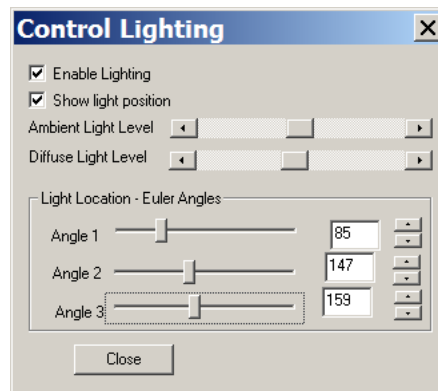 Control Lighting
Enable Lighting
Show light position
Ambient Light Level
Diffuse Light Level
Light Location - Euler Angles
Angle 1 85
Angle 2 147
Angle 3 159
Close